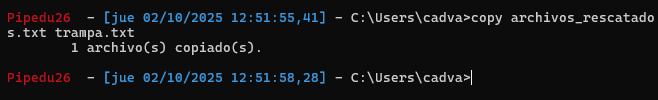 Pipedu26  - [jue 02/10/2025 12:51:55,41] - C:\Users\cadva>copy archivos_rescatado
s.txt trampa.txt
        1 archivo(s) copiado(s).
Pipedu26  - [jue 02/10/2025 12:51:58,28] - C:\Users\cadva>